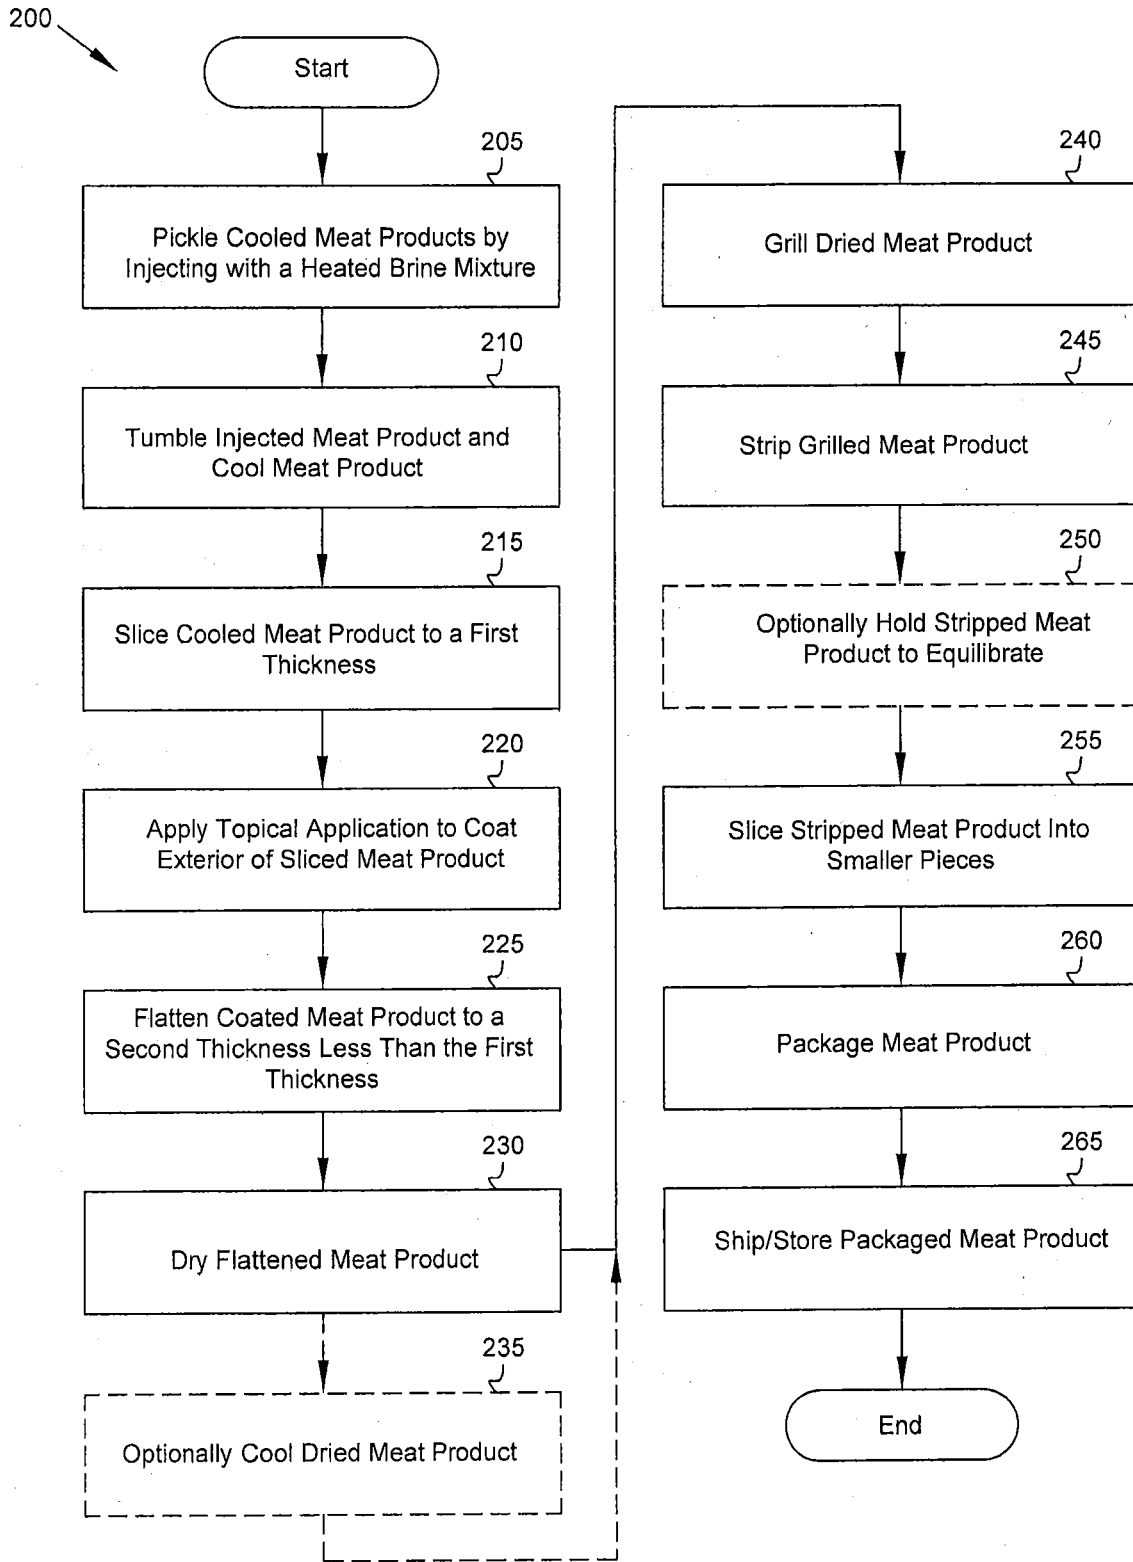 200
Start
205
Pickle Cooled Meat Products by
Injecting with a Heated Brine Mixture
210
Tumble Injected Meat Product and
Cool Meat Product
215
Slice Cooled Meat Product to a First
Thickness
220
Apply Topical Application to Coat
Exterior of Sliced Meat Product
225
Flatten Coated Meat Product to a
Second Thickness Less Than the First
Thickness
230
Dry Flattened Meat Product
235
Optionally Cool Dried Meat Product
240
Grill Dried Meat Product
245
Strip Grilled Meat Product
250
Optionally Hold Stripped Meat
Product to Equilibrate
255
Slice Stripped Meat Product Into
Smaller Pieces
260
Package Meat Product
265
Ship/Store Packaged Meat Product
End